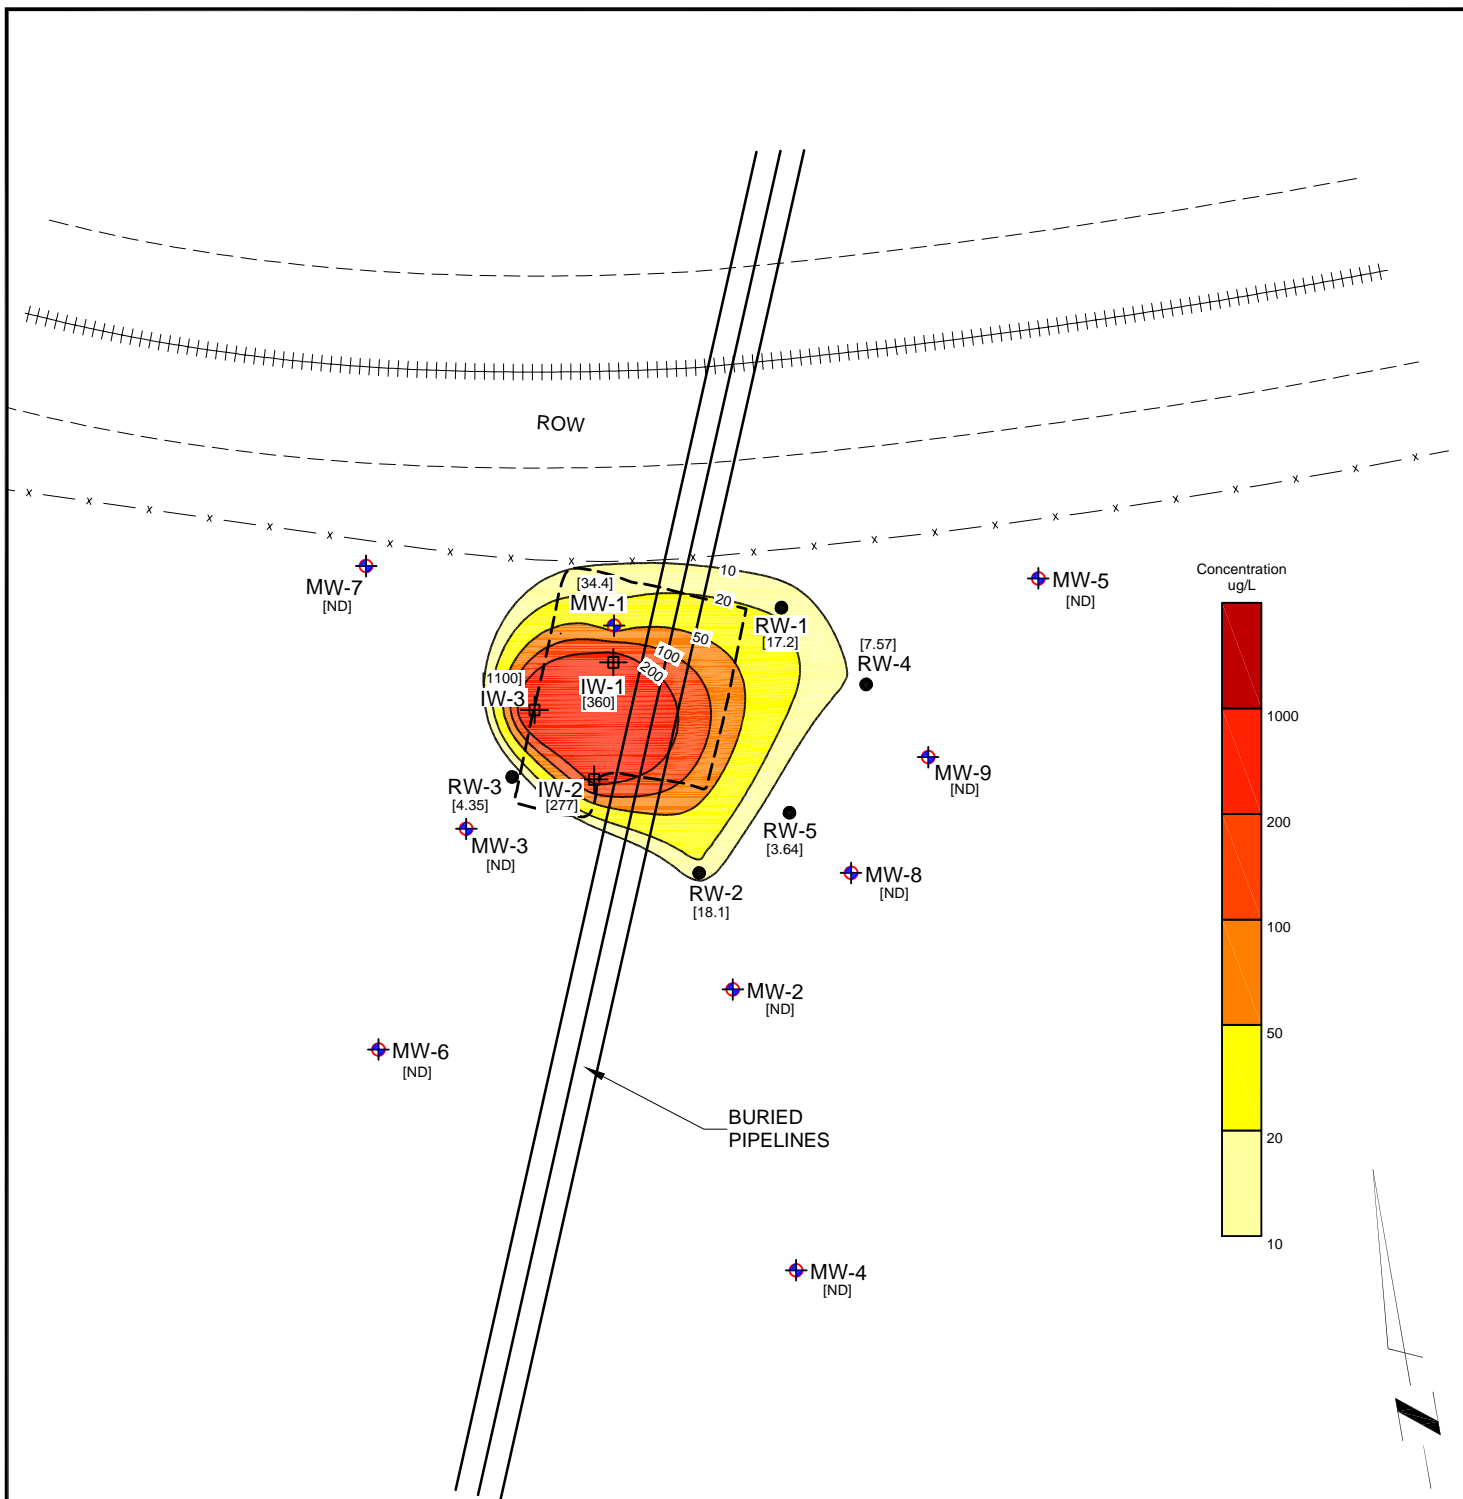 ROW
10
[34.4]
MW-1
20
MW-7
[ND]
MW-5
[ND]
Concentration
ug/L
RW-1
[17.2]
50
100
200
[7.57]
RW-4
[1100]
IW-3
IW-1
[360]
1000
MW-9
[ND]
RW-3
[4.35]
IW-2
[277]
200
RW-5
[3.64]
MW-3
[ND]
MW-8
[ND]
RW-2
[18.1]
100
MW-2
[ND]
50
MW-6
[ND]
BURIED
PIPELINES
20
10
MW-4
[ND]
N
x x x x x x x x x x x x x x x x x x x x x x x x